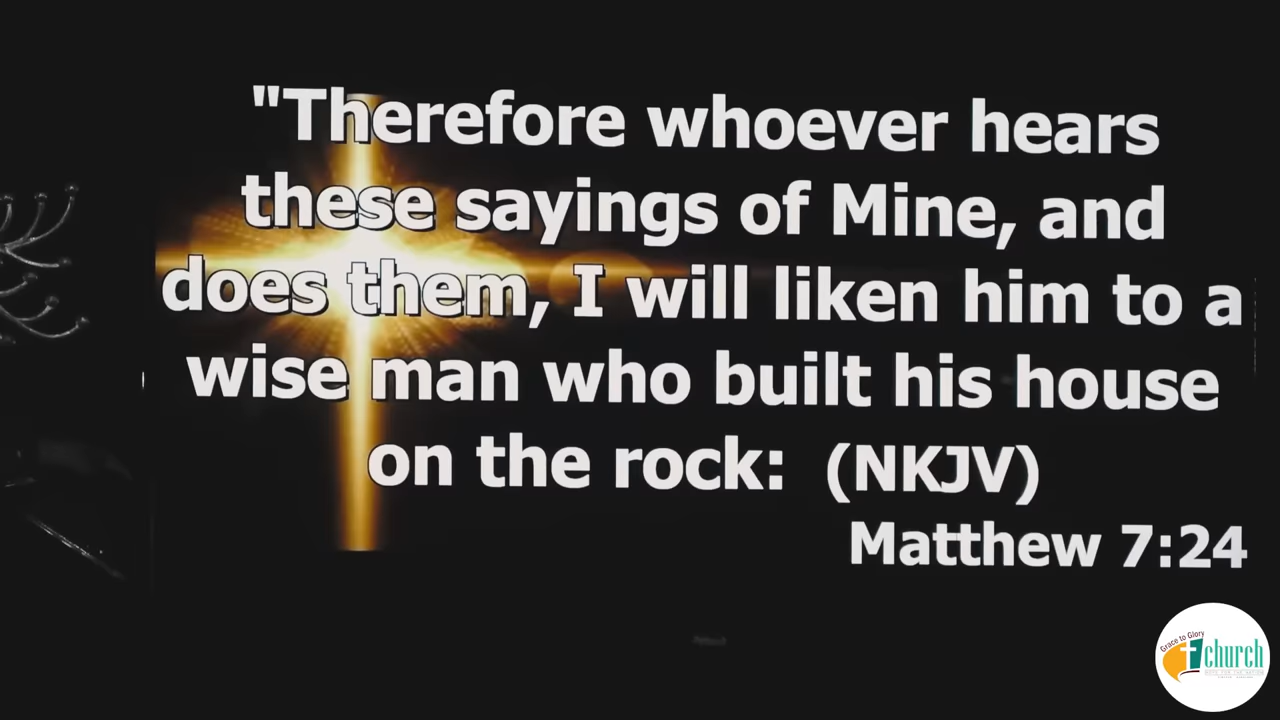 "Therefore whoever hears
these sayings of Mine, and
does them, I will liken him to a
wise man who built his house
on the rock:  (NKJV)
Matthew 7:24
Grace to Glory
church